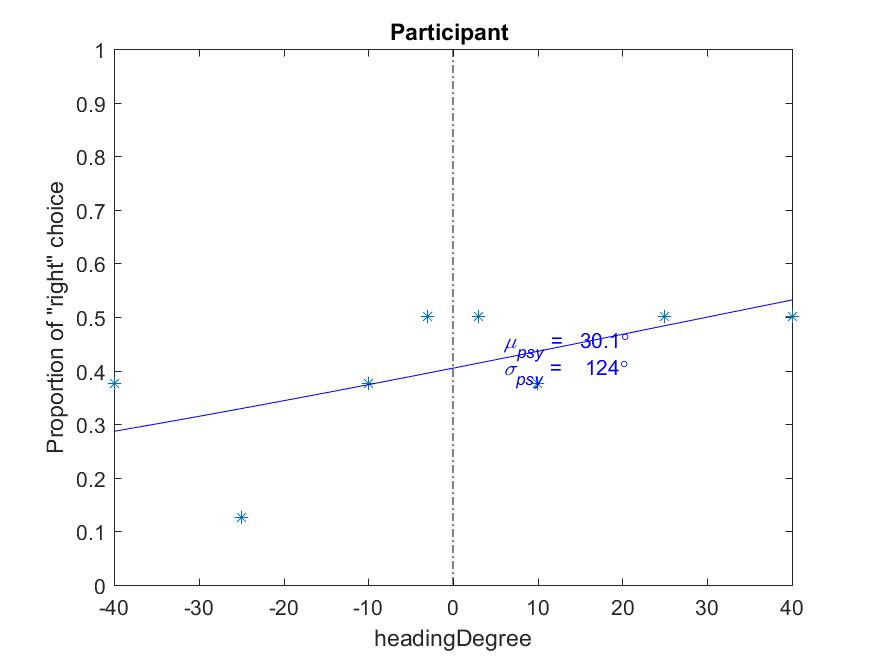 Participant
1
0.9
0.8
0.7
0.6
0.5
0.4
0.3
0.2
0.1
0
Proportion of "right" choice
μpsy = 30.1°
σpsy = 124°
-40 -30 -20 -10 0 10 20 30 40
headingDegree